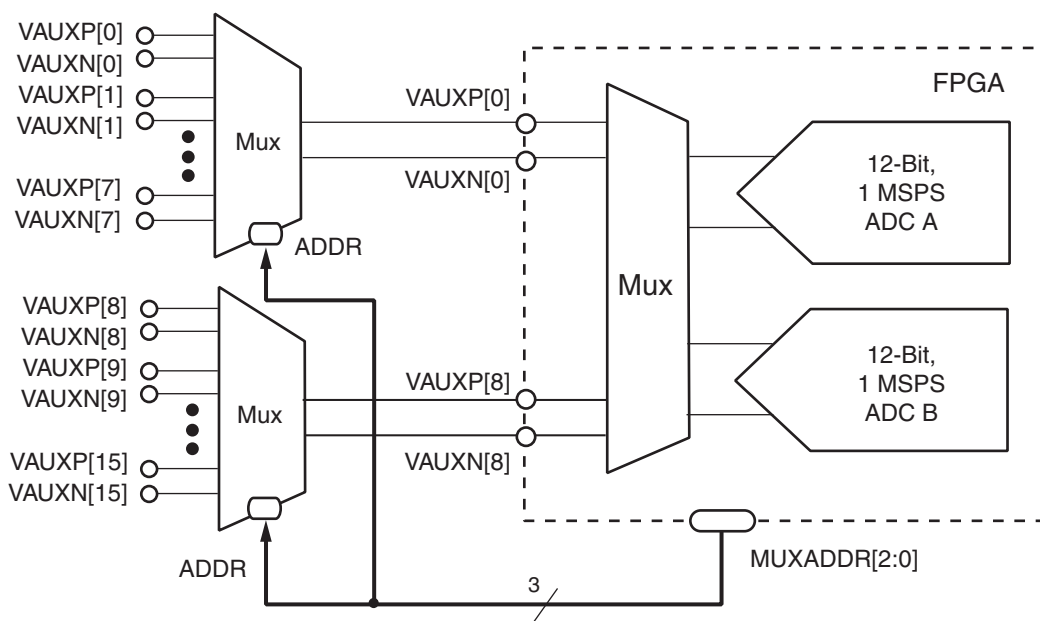 VAUXP[0]
VAUXN[0]
VAUXP[1]
VAUXN[1]
VAUXP[7]
VAUXN[7]
Mux
ADDR
VAUXP[8]
VAUXN[8]
VAUXP[9]
VAUXN[9]
VAUXP[15]
VAUXN[15]
Mux
ADDR
VAUXP[0]
VAUXN[0]
VAUXP[8]
VAUXN[8]
FPGA
Mux
12-Bit,
1 MSPS
ADC A
12-Bit,
1 MSPS
ADC B
MUXADDR[2:0]
3